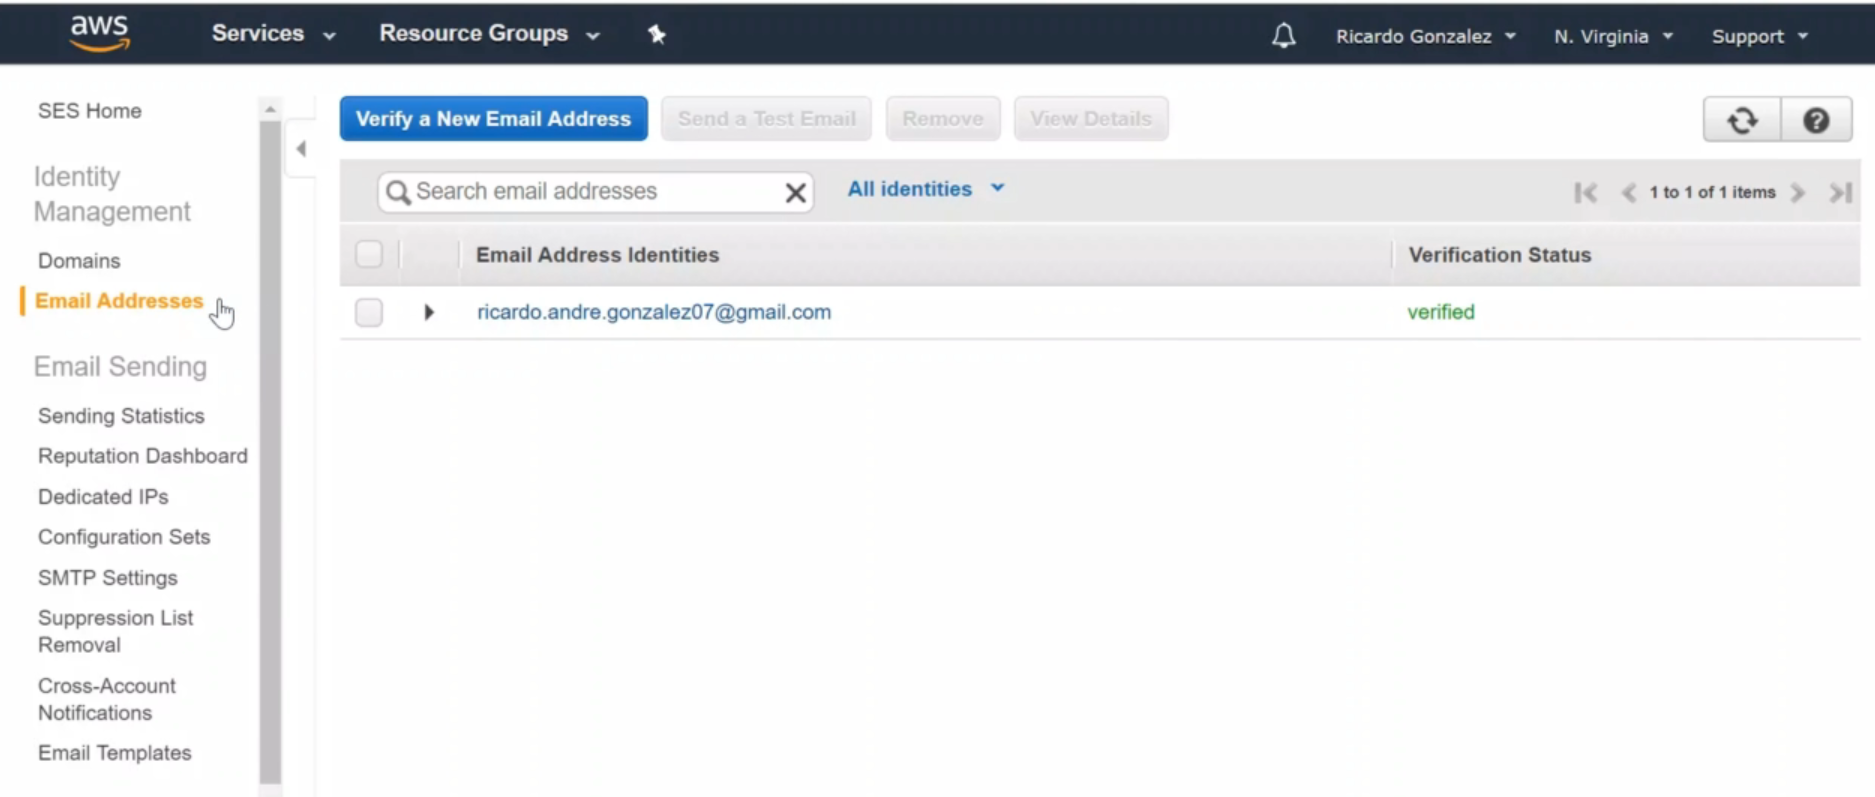 aws
Services
Resource Groups
Ricardo Gonzalez
N. Virginia
Support
SES Home
Identity
Management
Domains
Email Addresses
Email Sending
Sending Statistics
Reputation Dashboard
Dedicated IPs
Configuration Sets
SMTP Settings
Suppression List
Removal
Cross-Account
Notifications
Email Templates
Verify a New Email Address
Send a Test Email
Remove
View Details
?
Search email addresses
All identities
1 to 1 of 1 items
Email Address Identities
Verification Status
ricardo.andre.gonzalez07@gmail.com
verified